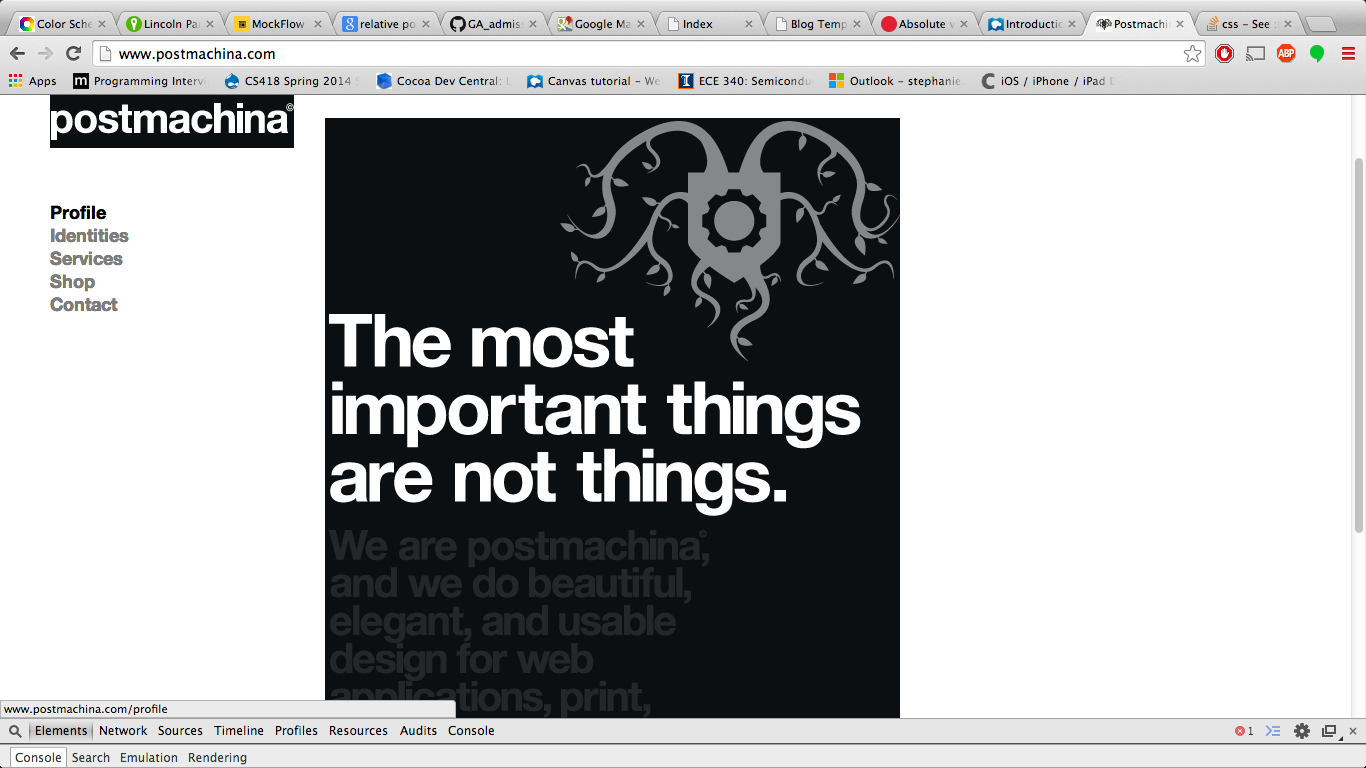 Color Sche
Lincoln Pa
MockFlow
relative po
GA_admis
Google Ma
Index
Blog Temp
Absolute v
Introductio
Postmachi
css - See
www.postmachina.com
Apps
Programming Intervi
CS418 Spring 2014
Cocoa Dev Central:
Canvas tutorial - We
ECE 340: Semicondu
Outlook - stephanie
iOS / iPhone / iPad D
ABP
postmachina©
Profile
Identities
Services
Shop
Contact
The most
important things
are not things.
We are postmachina©,
and we do beautiful,
elegant, and usable
design for web
applications, print,
www.postmachina.com/profile
Elements Network Sources Timeline Profiles Resources Audits Console
1
Console Search Emulation Rendering